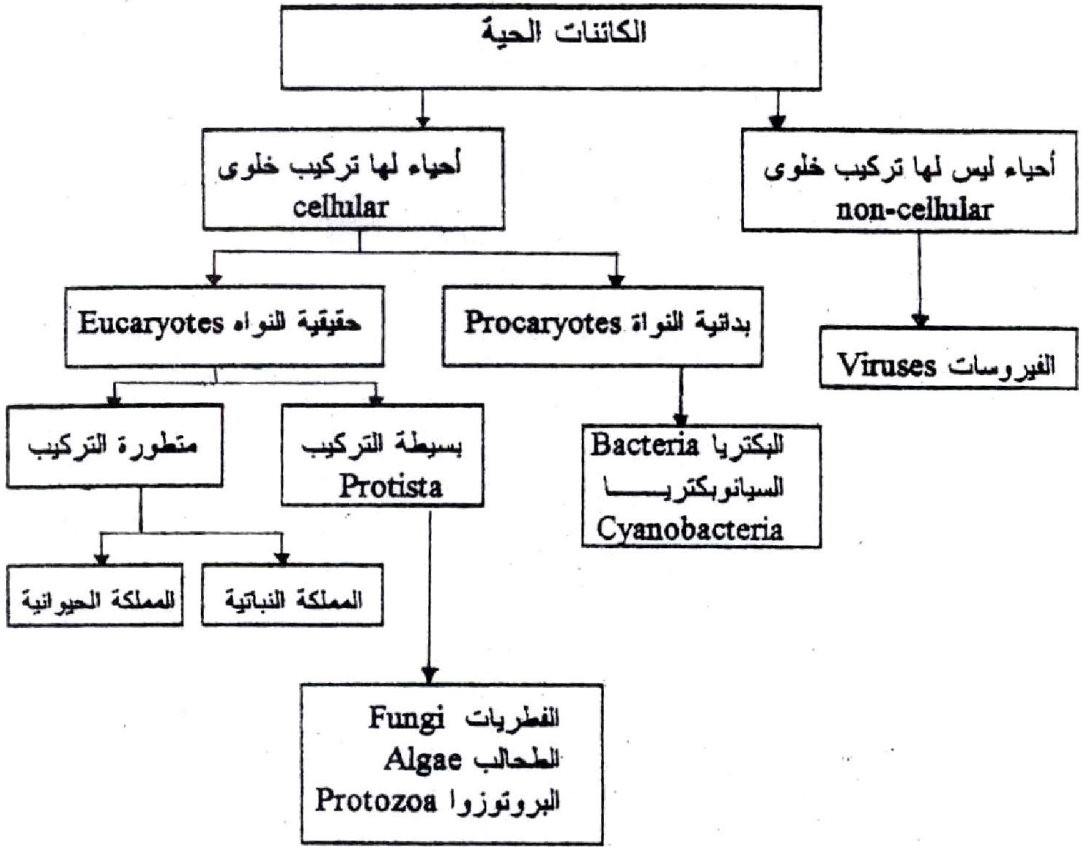 الكائنات الحية
أحياء ليس لها تركيب خلوى
non-cellular
أحياء لها تركيب خلوى
cellular
الفيروسات Viruses
بدائية النواة Procaryotes
حقيقية النواه Eucaryotes
البكتريا Bacteria
السيانوبكتريـــــا
Cyanobacteria
بسيطة التركيب
Protista
متطورة التركيب
المملكة النباتية
المملكة الحيوانية
الفطريات Fungi
الطحالب Algae
البروتوزوا Protozoa